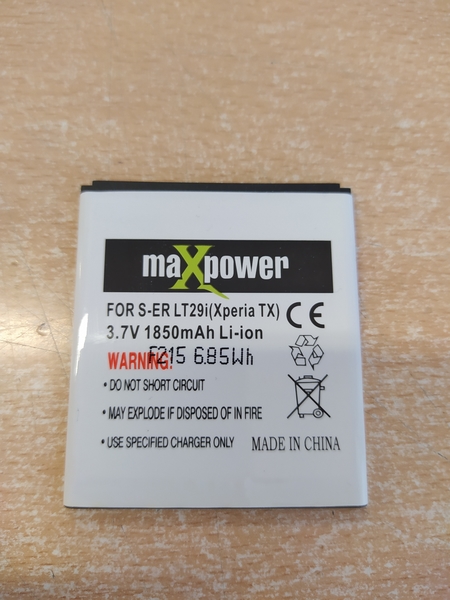 maXpower
FOR S-ER LT29i(Xperia TX)
3.7V 1850mAh Li-ion
CE
WARNING:
F215 6.85Wh
• DO NOT SHORT CIRCUIT
• MAY EXPLODE IF DISPOSED OF IN FIRE
• USE SPECIFIED CHARGER ONLY
MADE IN CHINA